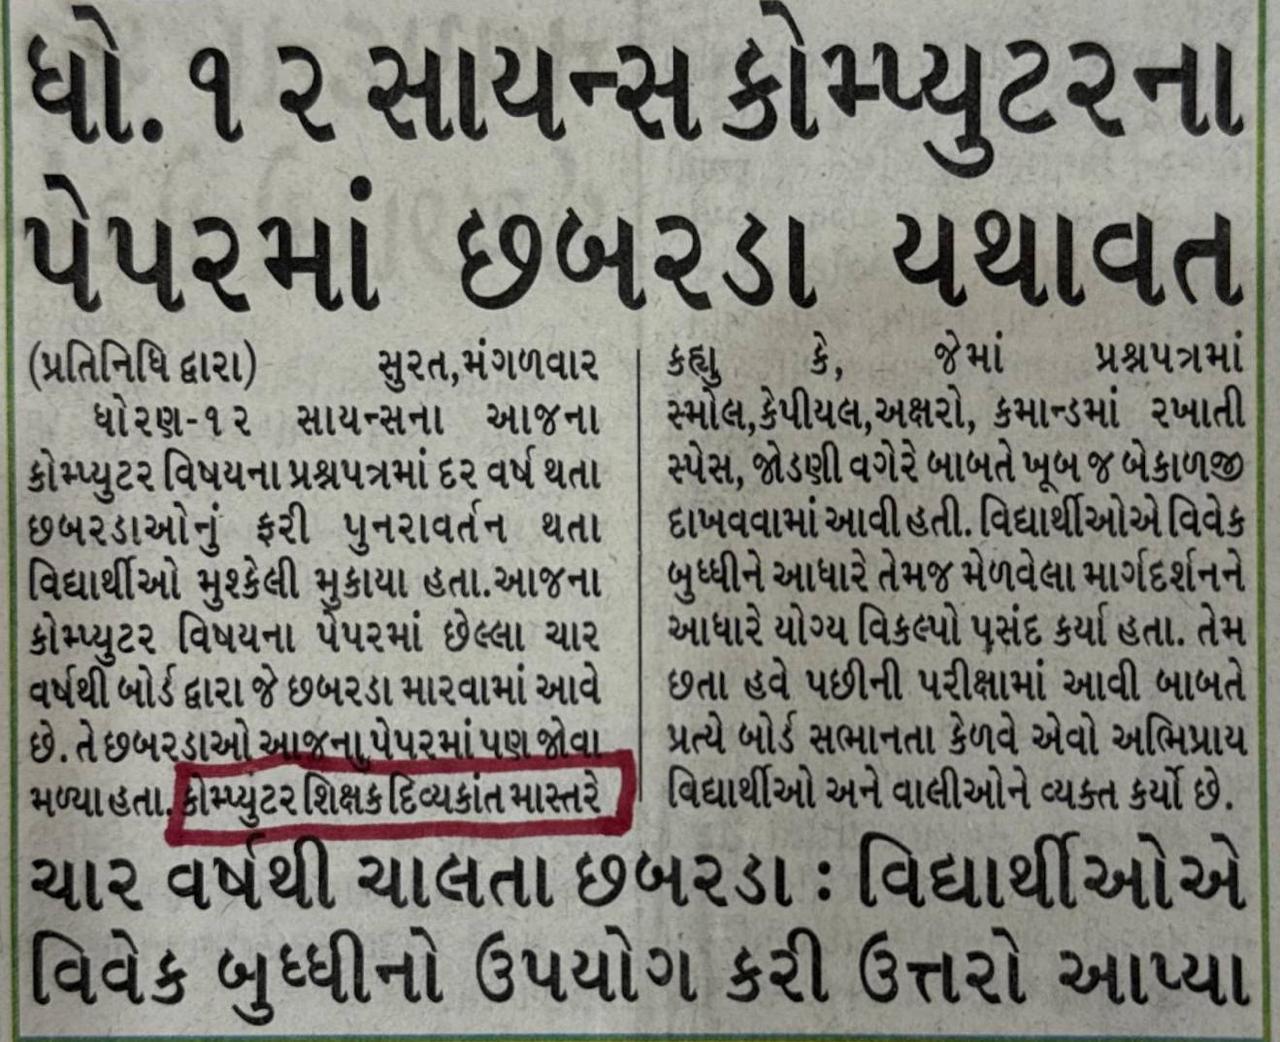 ધો. ૧૨ સાયન્સ કોમ્પ્યુટરના
પેપરમાં છબરડા યથાવત
(પ્રતિનિધિ દ્વારા) સુરત,મંગળવાર
ધોરણ-૧૨ સાયન્સના આજના
કોમ્પ્યુટર વિષયના પ્રશ્નપત્રમાં દર વર્ષ થતા
છબરડાઓનું ફરી પુનરાવર્તન થતા
વિદ્યાર્થીઓ મુશ્કેલી મુકાયા હતા.આજના
કોમ્પ્યુટર વિષયના પેપરમાં છેલ્લા ચાર
વર્ષથી બોર્ડ દ્વારા જે છબરડા મારવામાં આવે
છે. તે છબરડાઓ આજના પેપરમાં પણ જોવા
મળ્યા હતા. કોમ્પ્યુટર શિક્ષક દિવ્યકાંત માસ્તરે
કહ્યુ કે, જેમાં પ્રશ્નપત્રમાં
સ્મોલ,કેપીયલ,અક્ષરો, કમાન્ડમાં રખાતી
સ્પેસ, જોડણી વગેરે બાબતે ખૂબ જ બેકાળજી
દાખવવામાં આવી હતી. વિદ્યાર્થીઓએ વિવેક
બુધ્ધીને આધારે તેમજ મેળવેલા માર્ગદર્શનને
આધારે યોગ્ય વિકલ્પો પસંદ કર્યા હતા. તેમ
છતા હવે પછીની પરીક્ષામાં આવી બાબતે
પ્રત્યે બોર્ડ સભાનતા કેળવે એવો અભિપ્રાય
વિદ્યાર્થીઓ અને વાલીઓને વ્યક્ત કર્યો છે.
ચાર વર્ષથી ચાલતા છબરડા : વિદ્યાર્થીઓએ
વિવેક બુધ્ધીનો ઉપયોગ કરી ઉત્તરો આપ્યા